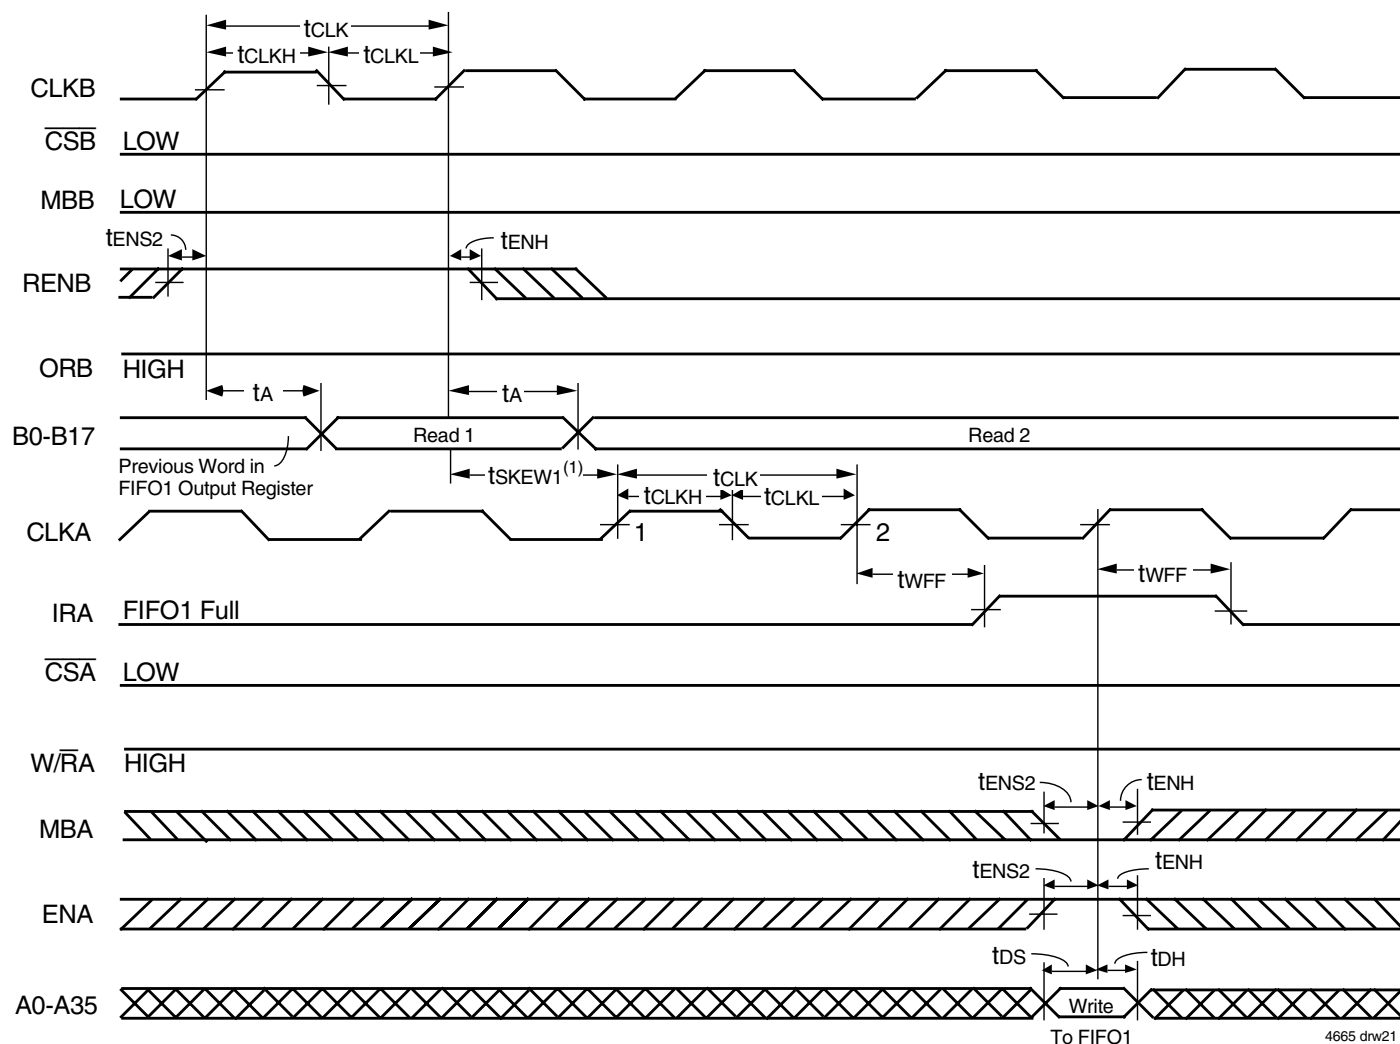 tCLK
tCLKH tCLKL
CLKB
CSB LOW
MBB LOW
tENS2 tENH
RENB
ORB HIGH
tA tA
B0-B17 Read 1 Read 2
Previous Word in
FIFO1 Output Register
tSKEW1(1) tCLK
tCLKH tCLKL
CLKA 1 2
tWFF tWFF
IRA FIFO1 Full
CSA LOW
W/RA HIGH
tENS2 tENH
MBA
tENS2 tENH
ENA
tDS tDH
A0-A35 Write
To FIFO1
4665 drw21